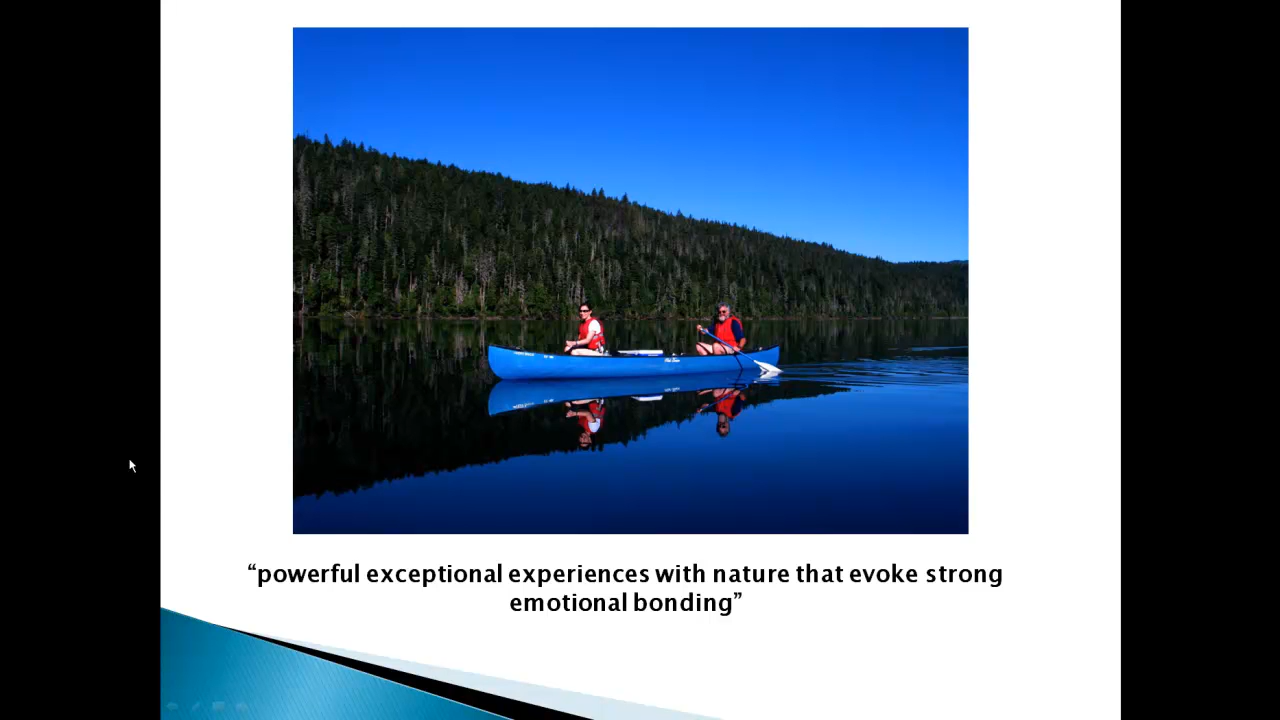 “powerful exceptional experiences with nature that evoke strong
emotional bonding”